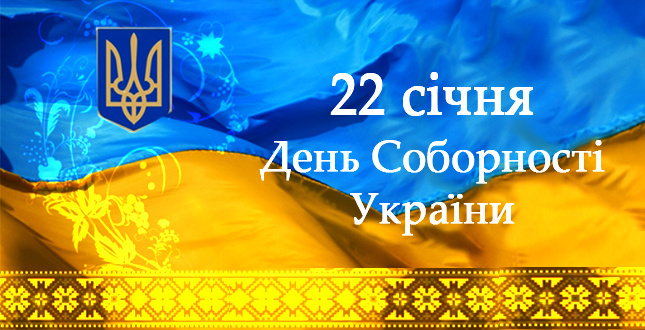 22 січня
День Соборності
України